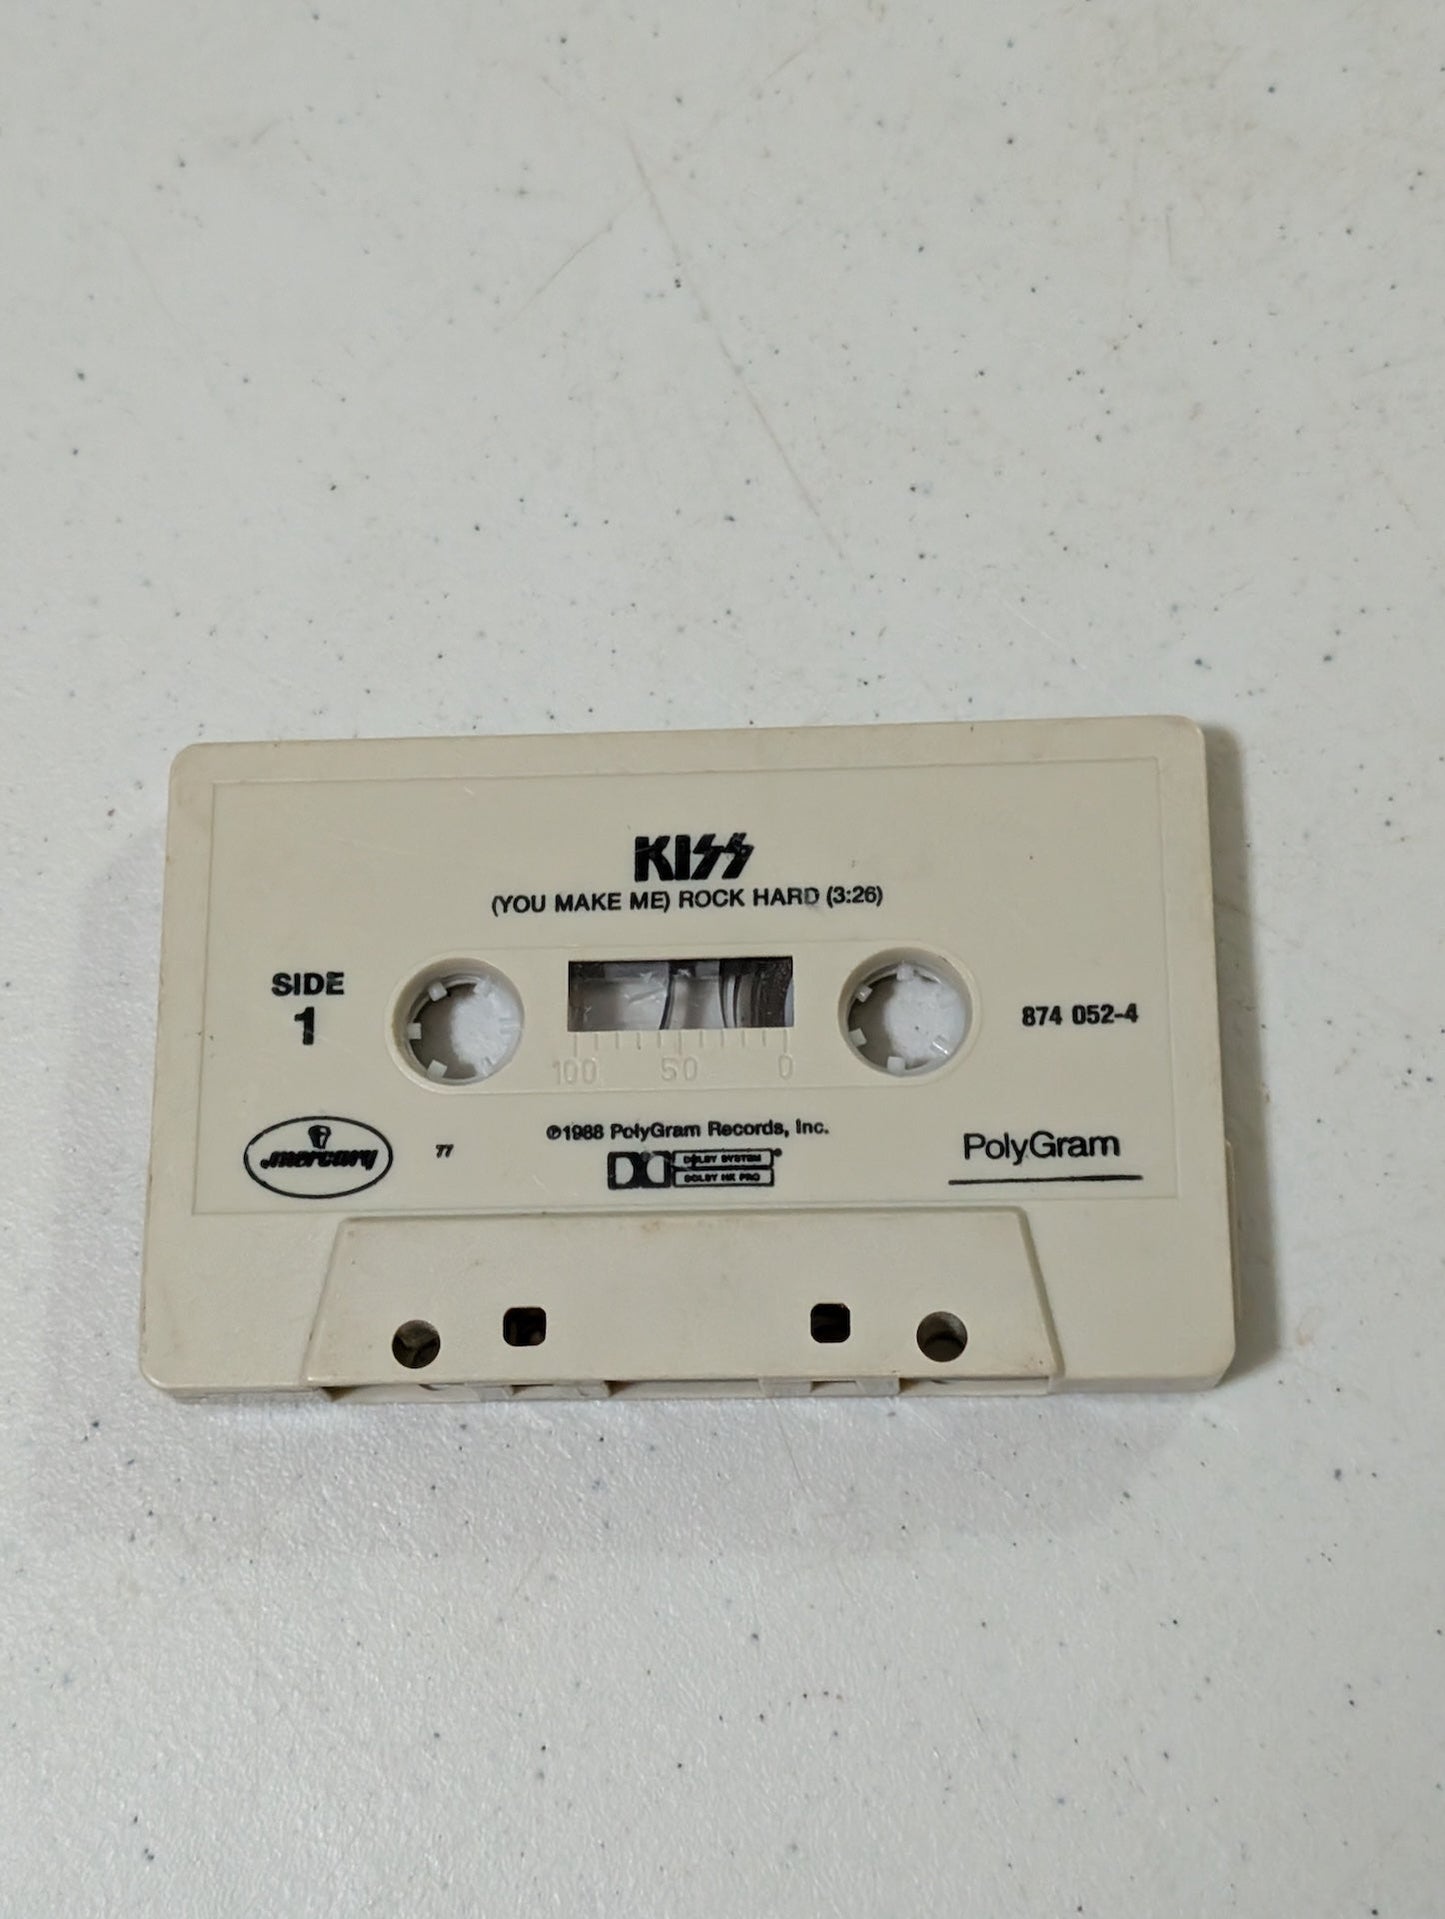 KISS
(YOU MAKE ME) ROCK HARD (3:26)
SIDE
1
874 052-4
100 50 0
℗1988 PolyGram Records, Inc.
mercury
77
DOLBY SYSTEM®
DOLBY HX PRO
PolyGram